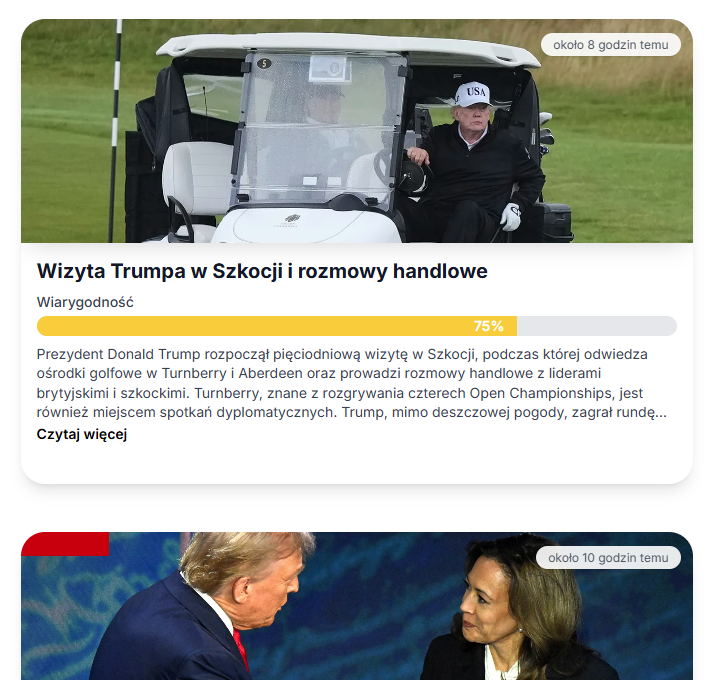 około 8 godzin temu
5
USA
Wizyta Trumpa w Szkocji i rozmowy handlowe
Wiarygodność
75%
Prezydent Donald Trump rozpoczął pięciodniową wizytę w Szkocji, podczas której odwiedza
ośrodki golfowe w Turnberry i Aberdeen oraz prowadzi rozmowy handlowe z liderami
brytyjskimi i szkockimi. Turnberry, znane z rozgrywania czterech Open Championships, jest
również miejscem spotkań dyplomatycznych. Trump, mimo deszczowej pogody, zagrał rundę...
Czytaj więcej
około 10 godzin temu